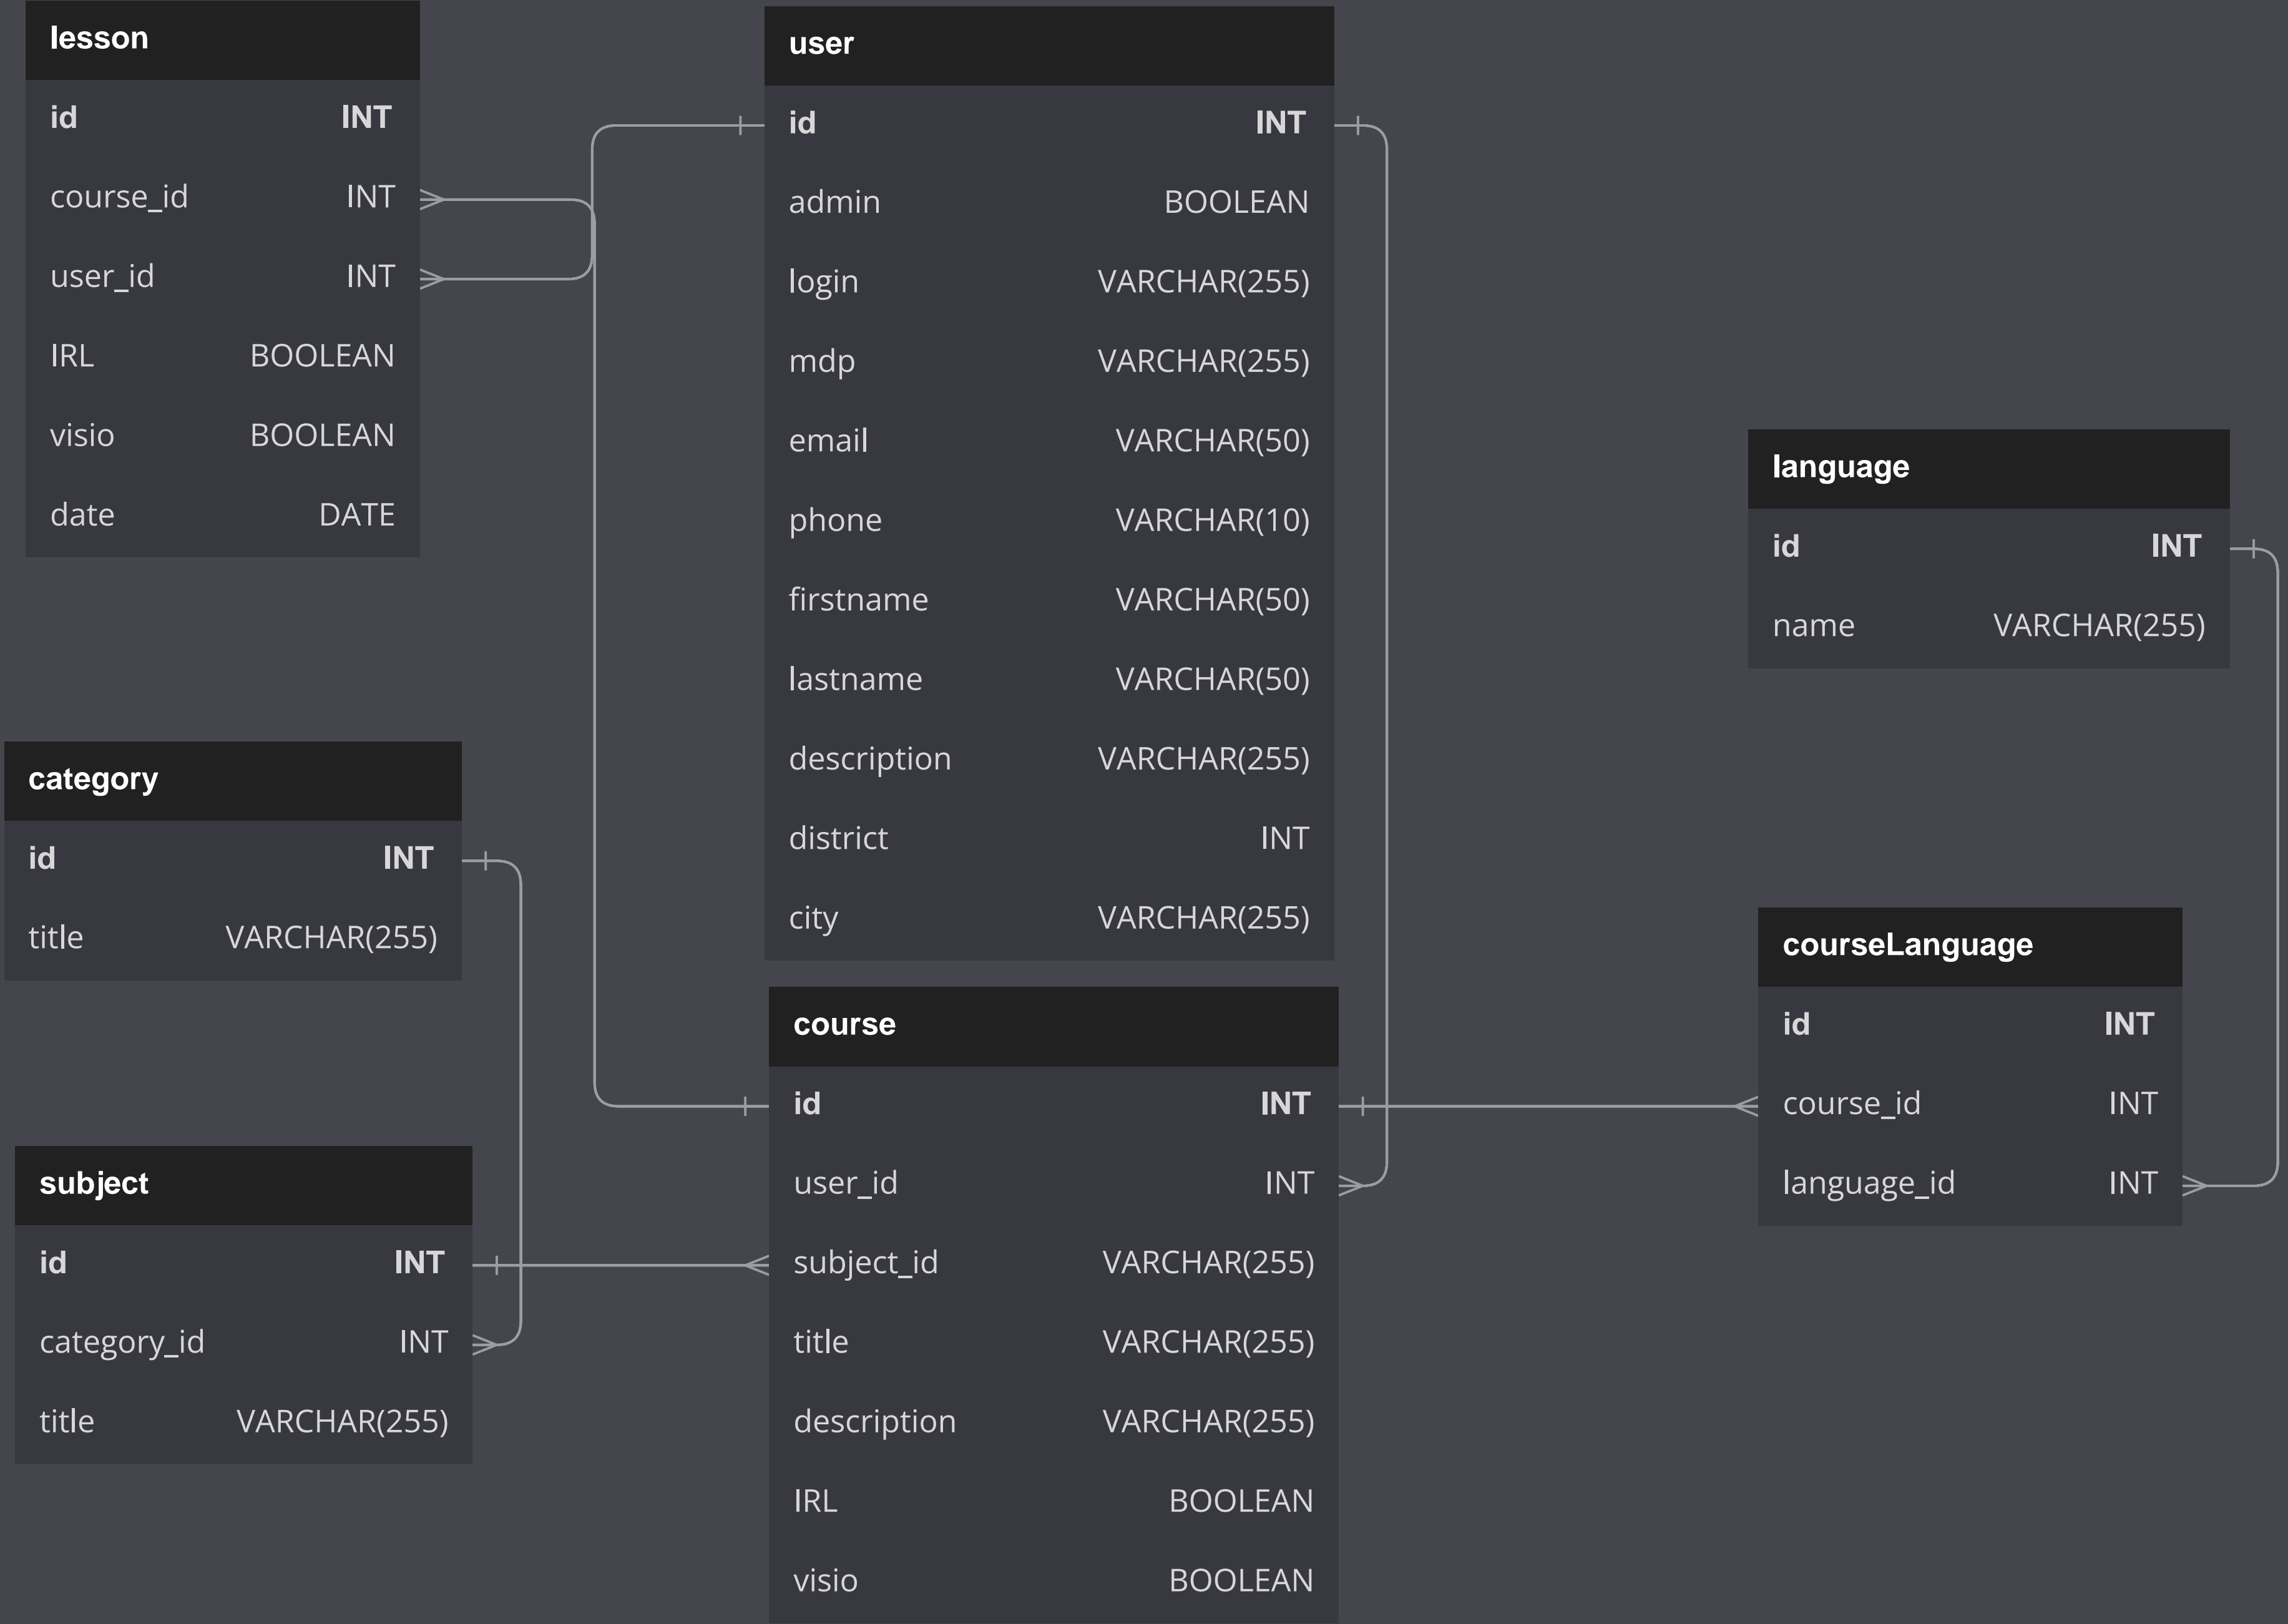 lesson
id INT
course_id INT
user_id INT
IRL BOOLEAN
visio BOOLEAN
date DATE
user
id INT
admin BOOLEAN
login VARCHAR(255)
mdp VARCHAR(255)
email VARCHAR(50)
phone VARCHAR(10)
firstname VARCHAR(50)
lastname VARCHAR(50)
description VARCHAR(255)
district INT
city VARCHAR(255)
language
id INT
name VARCHAR(255)
category
id INT
title VARCHAR(255)
courseLanguage
id INT
course_id INT
language_id INT
course
id INT
user_id INT
subject_id VARCHAR(255)
title VARCHAR(255)
description VARCHAR(255)
IRL BOOLEAN
visio BOOLEAN
subject
id INT
category_id INT
title VARCHAR(255)